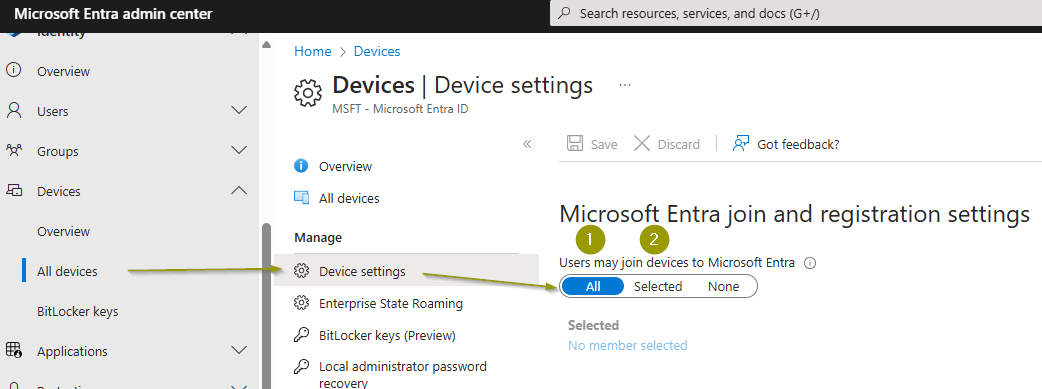 Microsoft Entra admin center
Search resources, services, and docs (G+/)
Identity
Overview
Users
Groups
Devices
Overview
All devices
BitLocker keys
Applications
Home > Devices
Devices | Device settings ...
MSFT - Microsoft Entra ID
«
Overview
All devices
Manage
Device settings
Enterprise State Roaming
BitLocker keys (Preview)
Local administrator password
recovery
Save Discard Got feedback?
Microsoft Entra join and registration settings
1 2
Users may join devices to Microsoft Entra
All Selected None
Selected
No member selected